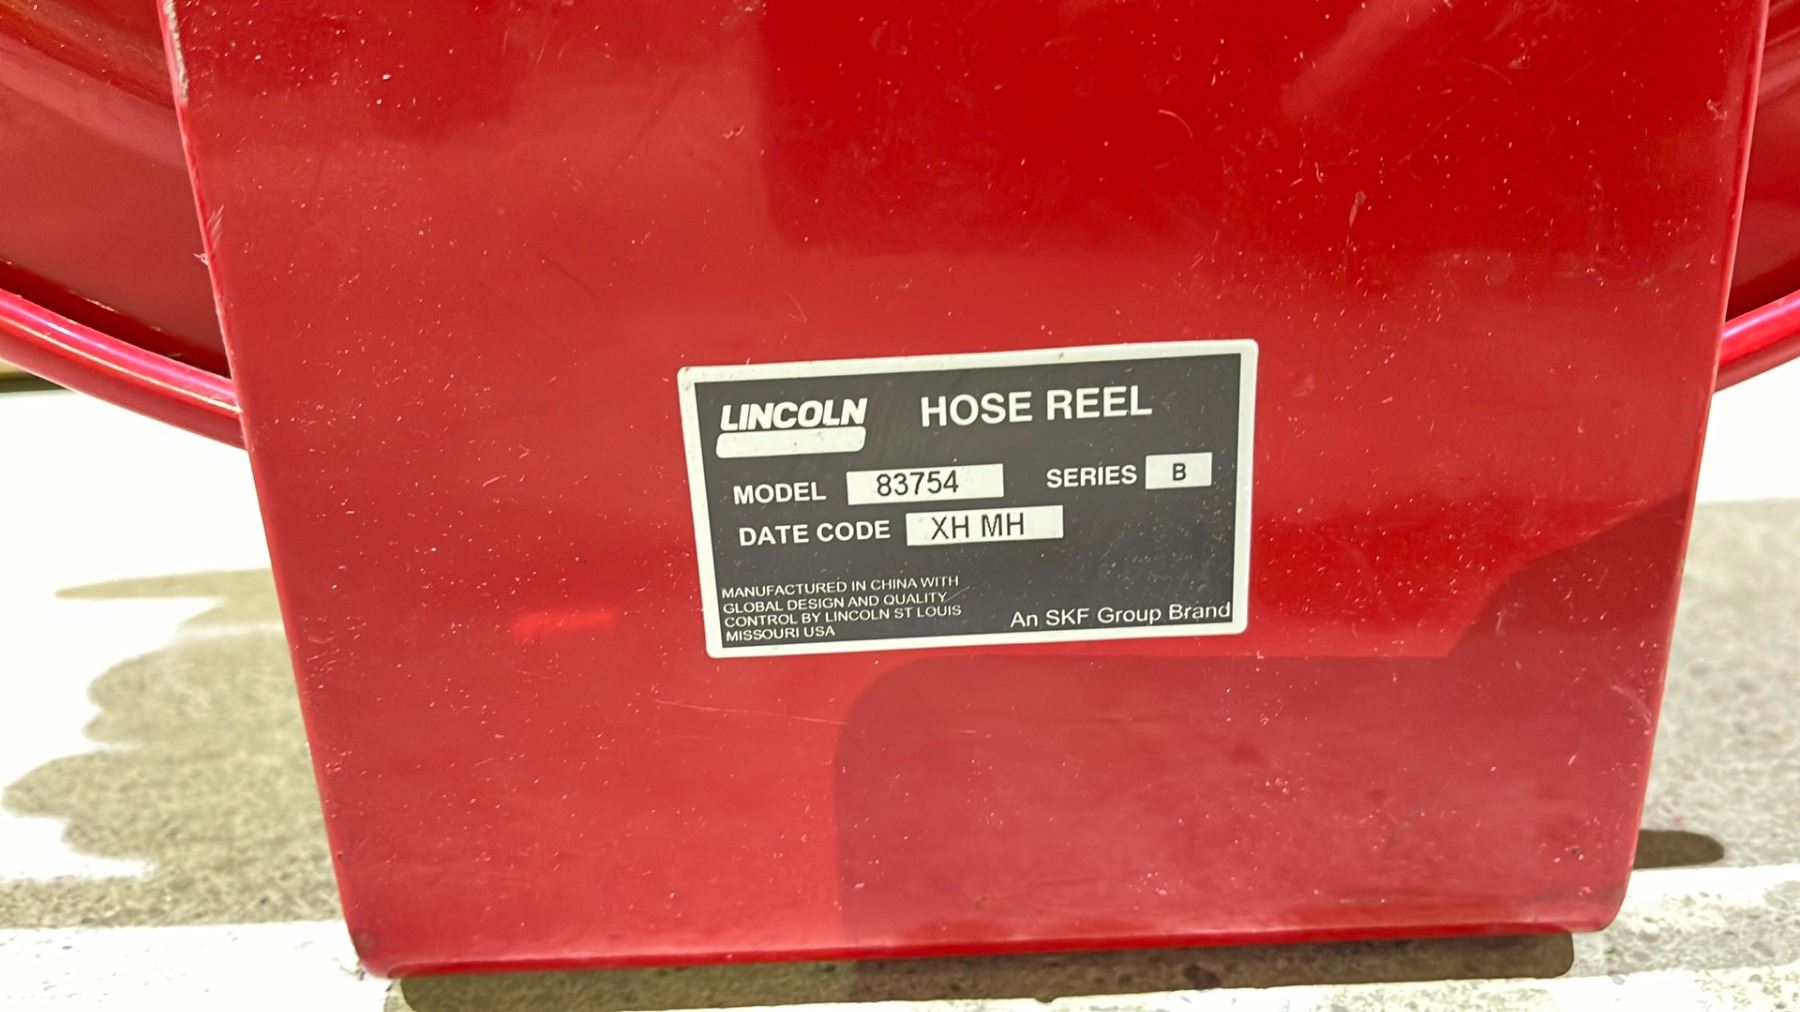 LINCOLN HOSE REEL
MODEL 83754 SERIES B
DATE CODE XH MH
MANUFACTURED IN CHINA WITH
GLOBAL DESIGN AND QUALITY
CONTROL BY LINCOLN ST LOUIS
MISSOURI USA
An SKF Group Brand